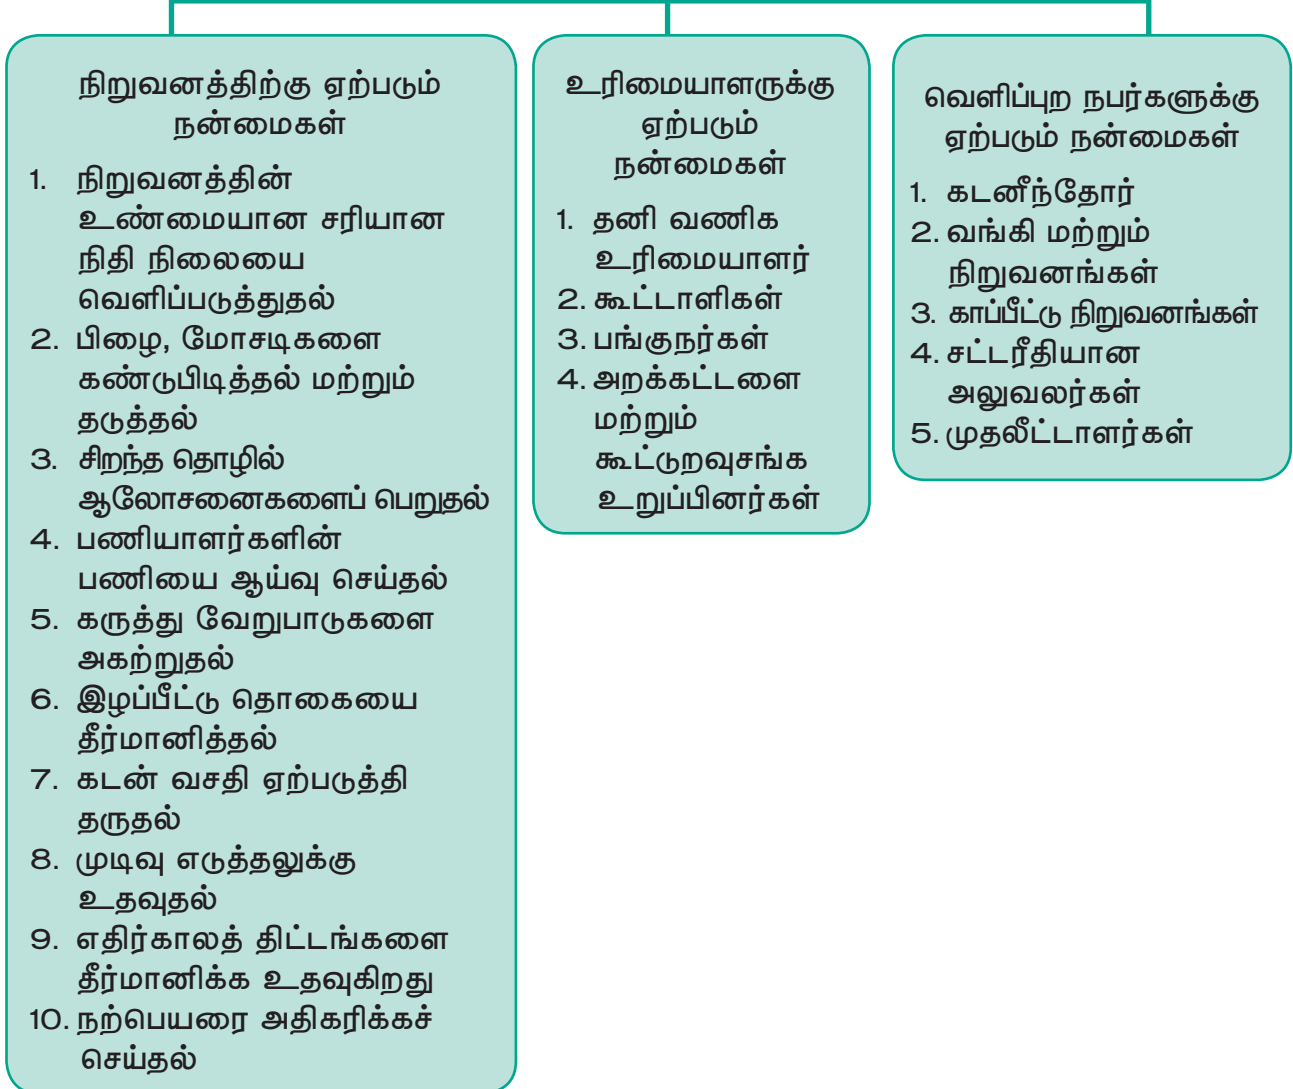 நிறுவனத்திற்கு ஏற்படும்
நன்மைகள்
1. நிறுவனத்தின்
உண்மையான சரியான
நிதி நிலையை
வெளிப்படுத்துதல்
2. பிழை, மோசடிகளை
கண்டுபிடித்தல் மற்றும்
தடுத்தல்
3. சிறந்த தொழில்
ஆலோசனைகளைப் பெறுதல்
4. பணியாளர்களின்
பணியை ஆய்வு செய்தல்
5. கருத்து வேறுபாடுகளை
அகற்றுதல்
6. இழப்பீட்டு தொகையை
தீர்மானித்தல்
7. கடன் வசதி ஏற்படுத்தி
தருதல்
8. முடிவு எடுத்தலுக்கு
உதவுதல்
9. எதிர்காலத் திட்டங்களை
தீர்மானிக்க உதவுகிறது
10. நற்பெயரை அதிகரிக்கச்
செய்தல்
உரிமையாளருக்கு
ஏற்படும்
நன்மைகள்
1. தனி வணிக
உரிமையாளர்
2. கூட்டாளிகள்
3. பங்குநர்கள்
4. அறக்கட்டளை
மற்றும்
கூட்டுறவுசங்க
உறுப்பினர்கள்
வெளிப்புற நபர்களுக்கு
ஏற்படும் நன்மைகள்
1. கடனீந்தோர்
2. வங்கி மற்றும்
நிறுவனங்கள்
3. காப்பீட்டு நிறுவனங்கள்
4. சட்டரீதியான
அலுவலர்கள்
5. முதலீட்டாளர்கள்